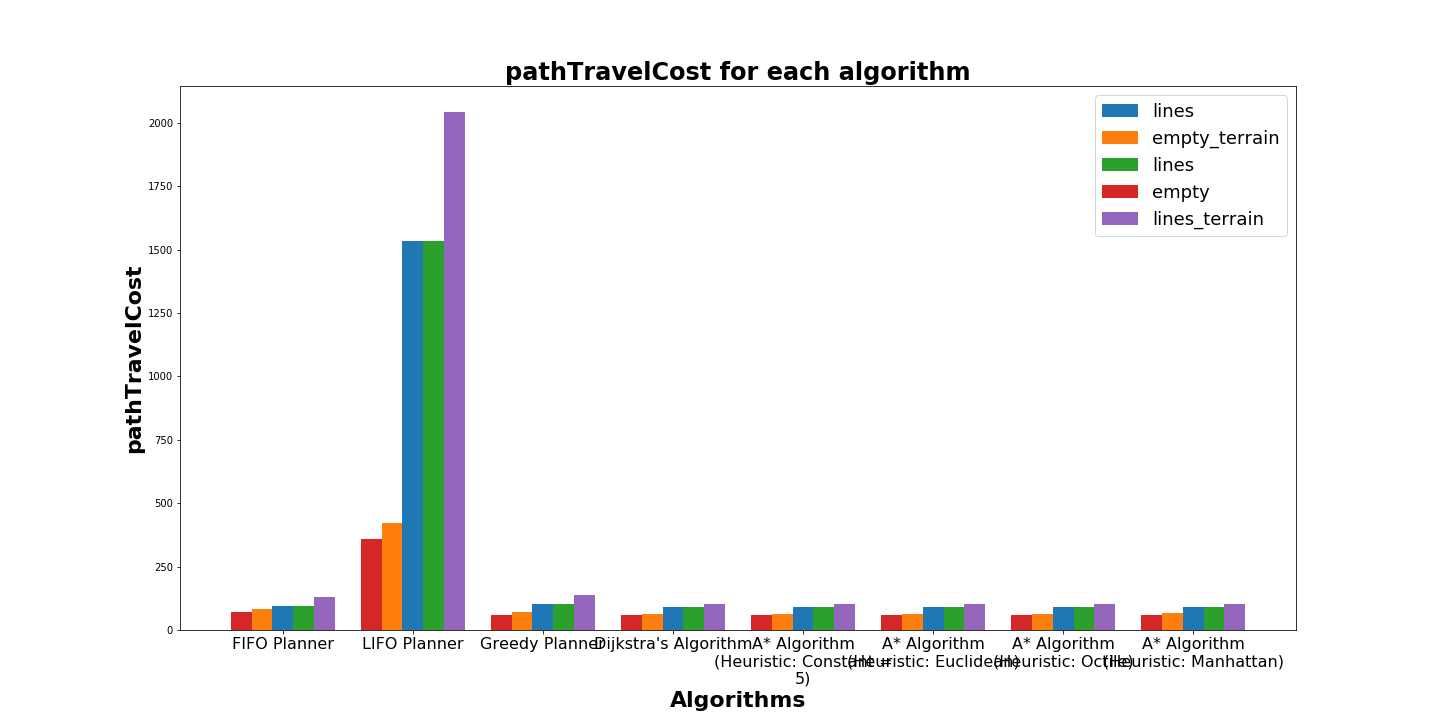 pathTravelCost for each algorithm
pathTravelCost
2000
1750
1500
1250
1000
750
500
250
0
lines
empty_terrain
lines
empty
lines_terrain
FIFO Planner
LIFO Planner
Greedy Planner
Dijkstra's Algorithm
A* Algorithm
(Heuristic: Constant =
5)
A* Algorithm
(Heuristic: Euclidean)
A* Algorithm
(Heuristic: Octile)
A* Algorithm
(Heuristic: Manhattan)
Algorithms